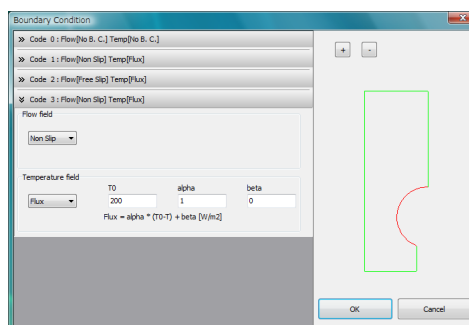 Boundary Condition
Code 0 : Flow[No B. C.] Temp[No B. C.]
Code 1 : Flow[Non Slip] Temp[Flux]
Code 2 : Flow[Free Slip] Temp[Flux]
Code 3 : Flow[Non Slip] Temp[Flux]
Flow field
Non Slip
Temperature field
T0 alpha beta
Flux 200 1 0
Flux = alpha * (T0-T) + beta [W/m2]
+ -
OK Cancel